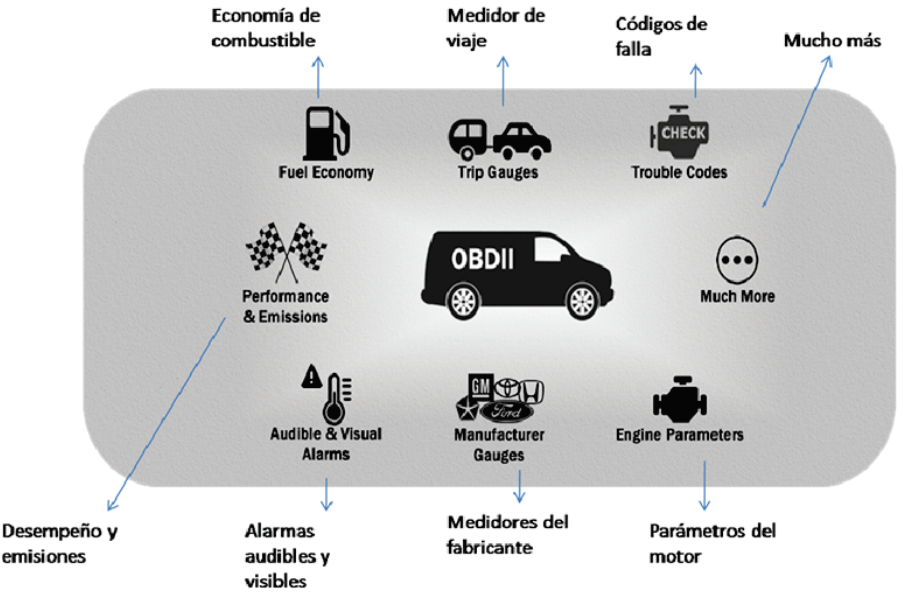 Economía de
combustible
Medidor de
viaje
Códigos de
falla
Mucho más
CHECK
Fuel Economy
Trip Gauges
Trouble Codes
OBDII
Performance
& Emissions
Much More
GM
Ford
Audible & Visual
Alarms
Manufacturer
Gauges
Engine Parameters
Desempeño y
emisiones
Alarmas
audibles y
visibles
Medidores del
fabricante
Parámetros del
motor